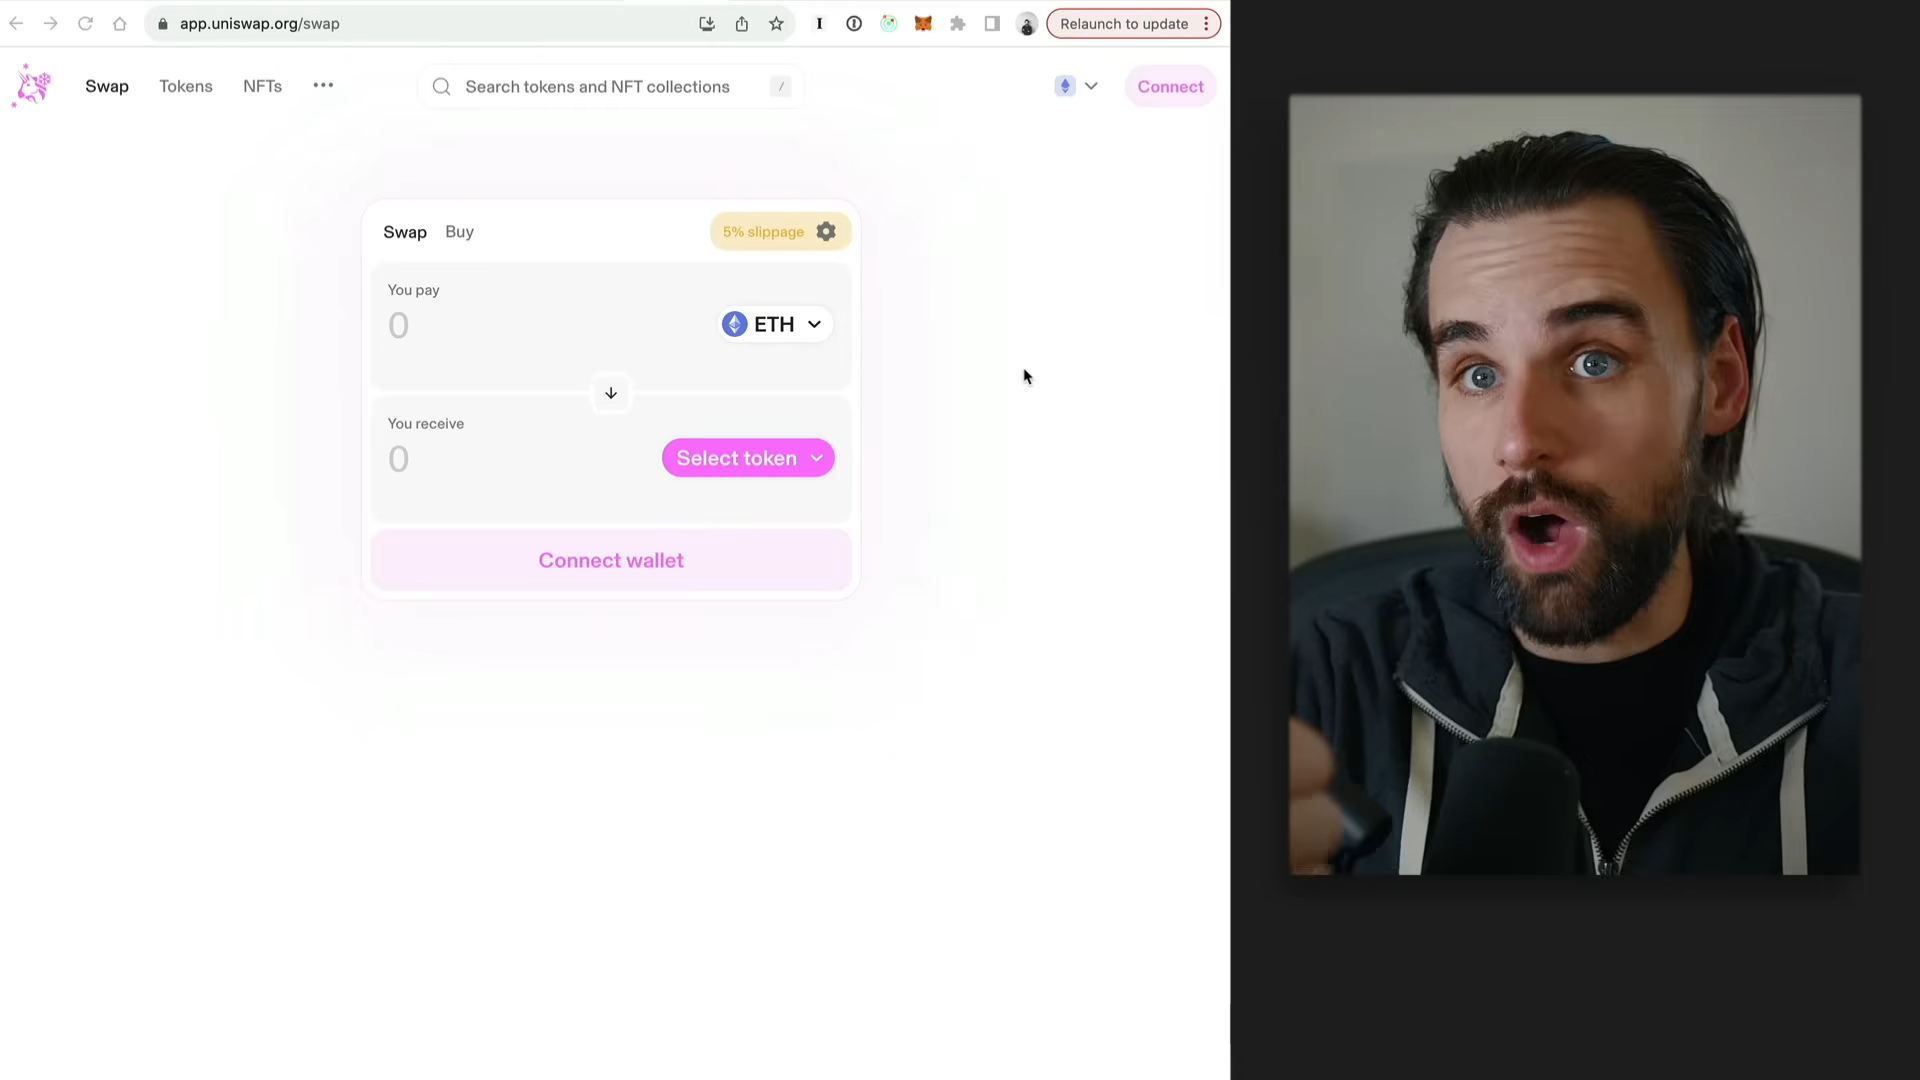 app.uniswap.org/swap
Relaunch to update
Swap
Tokens
NFTs
Search tokens and NFT collections
/
Connect
Swap
Buy
5% slippage
You pay
0
ETH
You receive
0
Select token
Connect wallet